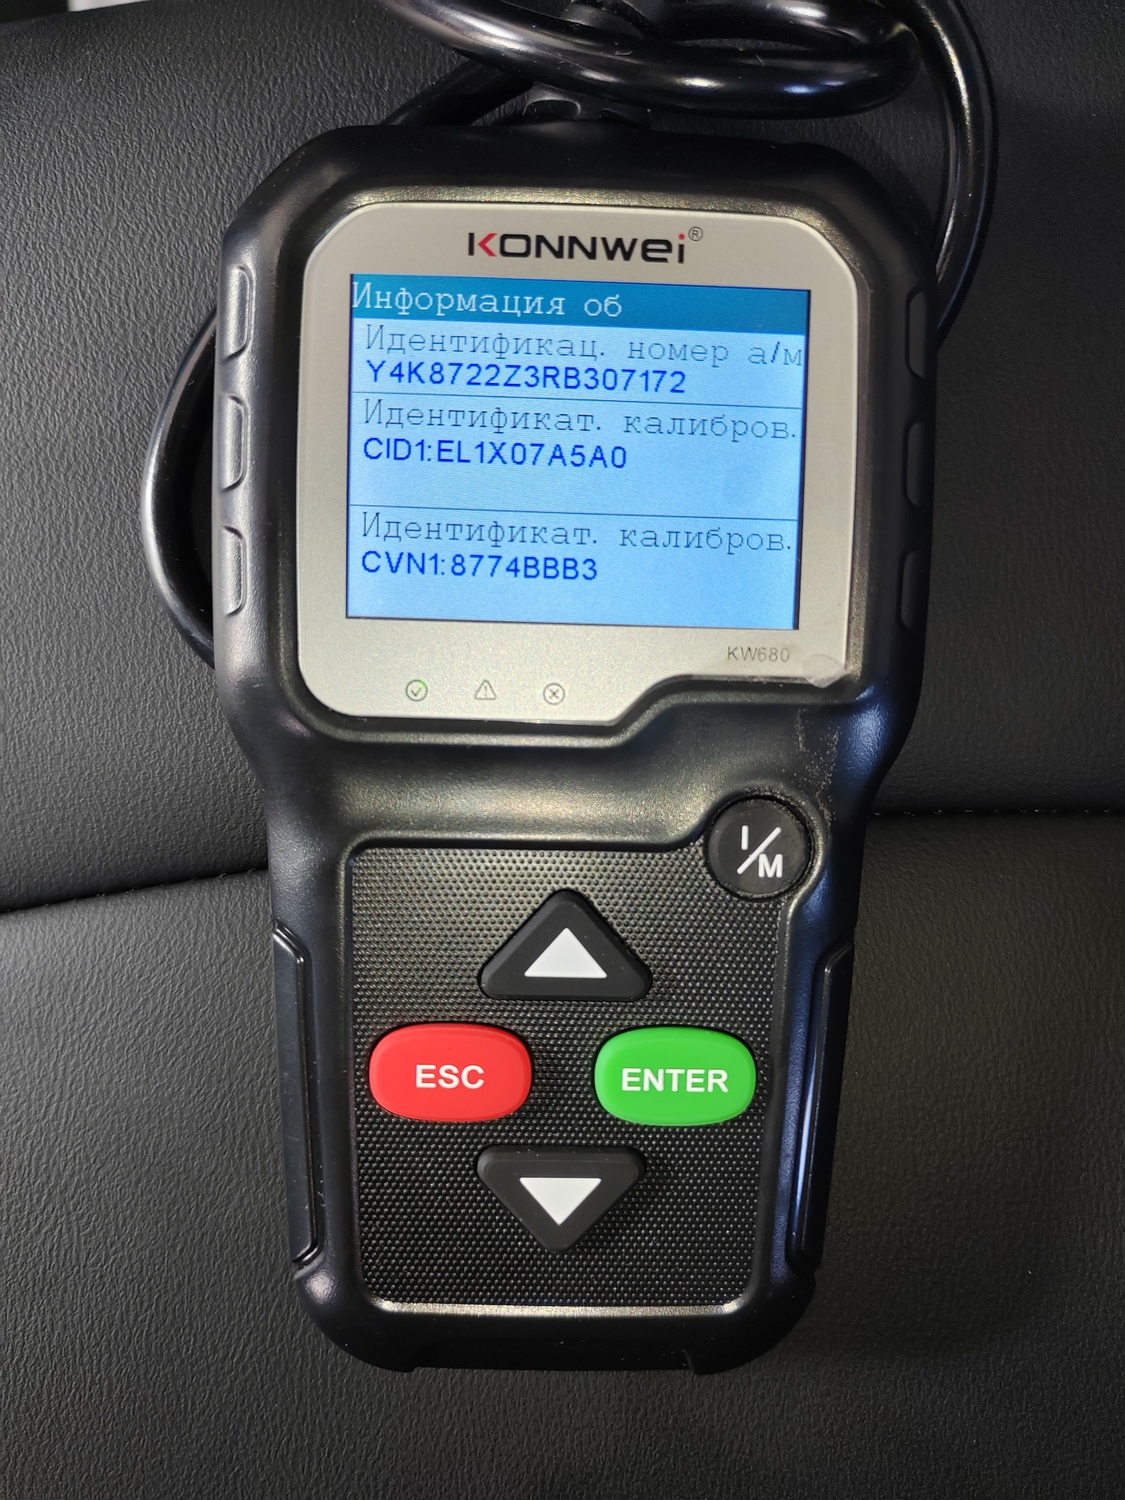 KONNWEI®
Информация об
Идентификац. номер а/м
Y4K8722Z3RB307172
Идентификат. калибров.
CID1:EL1X07A5A0
Идентификат. калибров.
CVN1:8774BBB3
KW680
I/M
ESC
ENTER